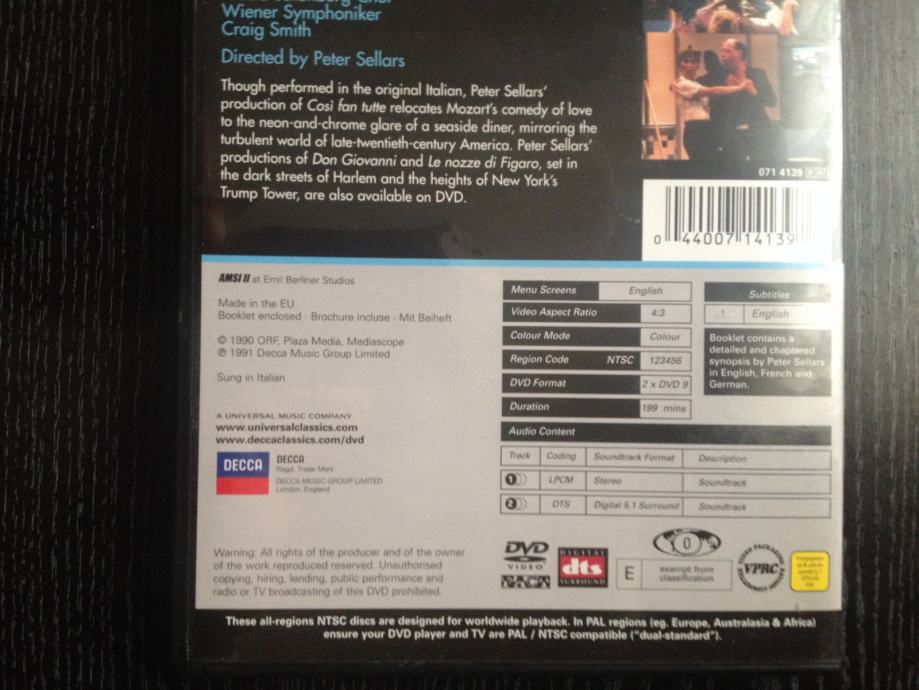 Wiener Symphoniker
Craig Smith
Directed by Peter Sellars
Though performed in the original Italian, Peter Sellars'
production of Così fan tutte relocates Mozart's comedy of love
to the neon-and-chrome glare of a seaside diner, mirroring the
turbulent world of late-twentieth-century America. Peter Sellars'
productions of Don Giovanni and Le nozze di Figaro, set in
the dark streets of Harlem and the heights of New York's
Trump Tower, are also available on DVD.
071 4139
0 44007 14139
AMSI II at Emil Berliner Studios
Made in the EU
Booklet enclosed · Brochure incluse · Mit Beiheft
© 1990 ORF, Plaza Media, Mediascope
℗ 1991 Decca Music Group Limited
Sung in Italian
A UNIVERSAL MUSIC COMPANY
www.universalclassics.com
www.deccaclassics.com/dvd
DECCA
DECCA
Regd. Trade Mark
DECCA MUSIC GROUP LIMITED
London, England
Warning: All rights of the producer and of the owner
of the work reproduced reserved. Unauthorised
copying, hiring, lending, public performance and
radio or TV broadcasting of this DVD prohibited.
Menu Screens English
Video Aspect Ratio 4:3
Colour Mode Colour
Region Code NTSC 123456
DVD Format 2 x DVD 9
Duration 199 mins
Subtitles
1 English
Booklet contains a
detailed and chaptered
synopsis by Peter Sellars
in English, French and
German.
Audio Content
Track Coding Soundtrack Format Description
1 LPCM Stereo Soundtrack
2 DTS Digital 5.1 Surround Soundtrack
DVD
VIDEO
DIGITAL
dts
SURROUND
E exempt from
classification
0
VPRC
These all-regions NTSC discs are designed for worldwide playback. In PAL regions (eg. Europe, Australasia & Africa)
ensure your DVD player and TV are PAL / NTSC compatible ("dual-standard").